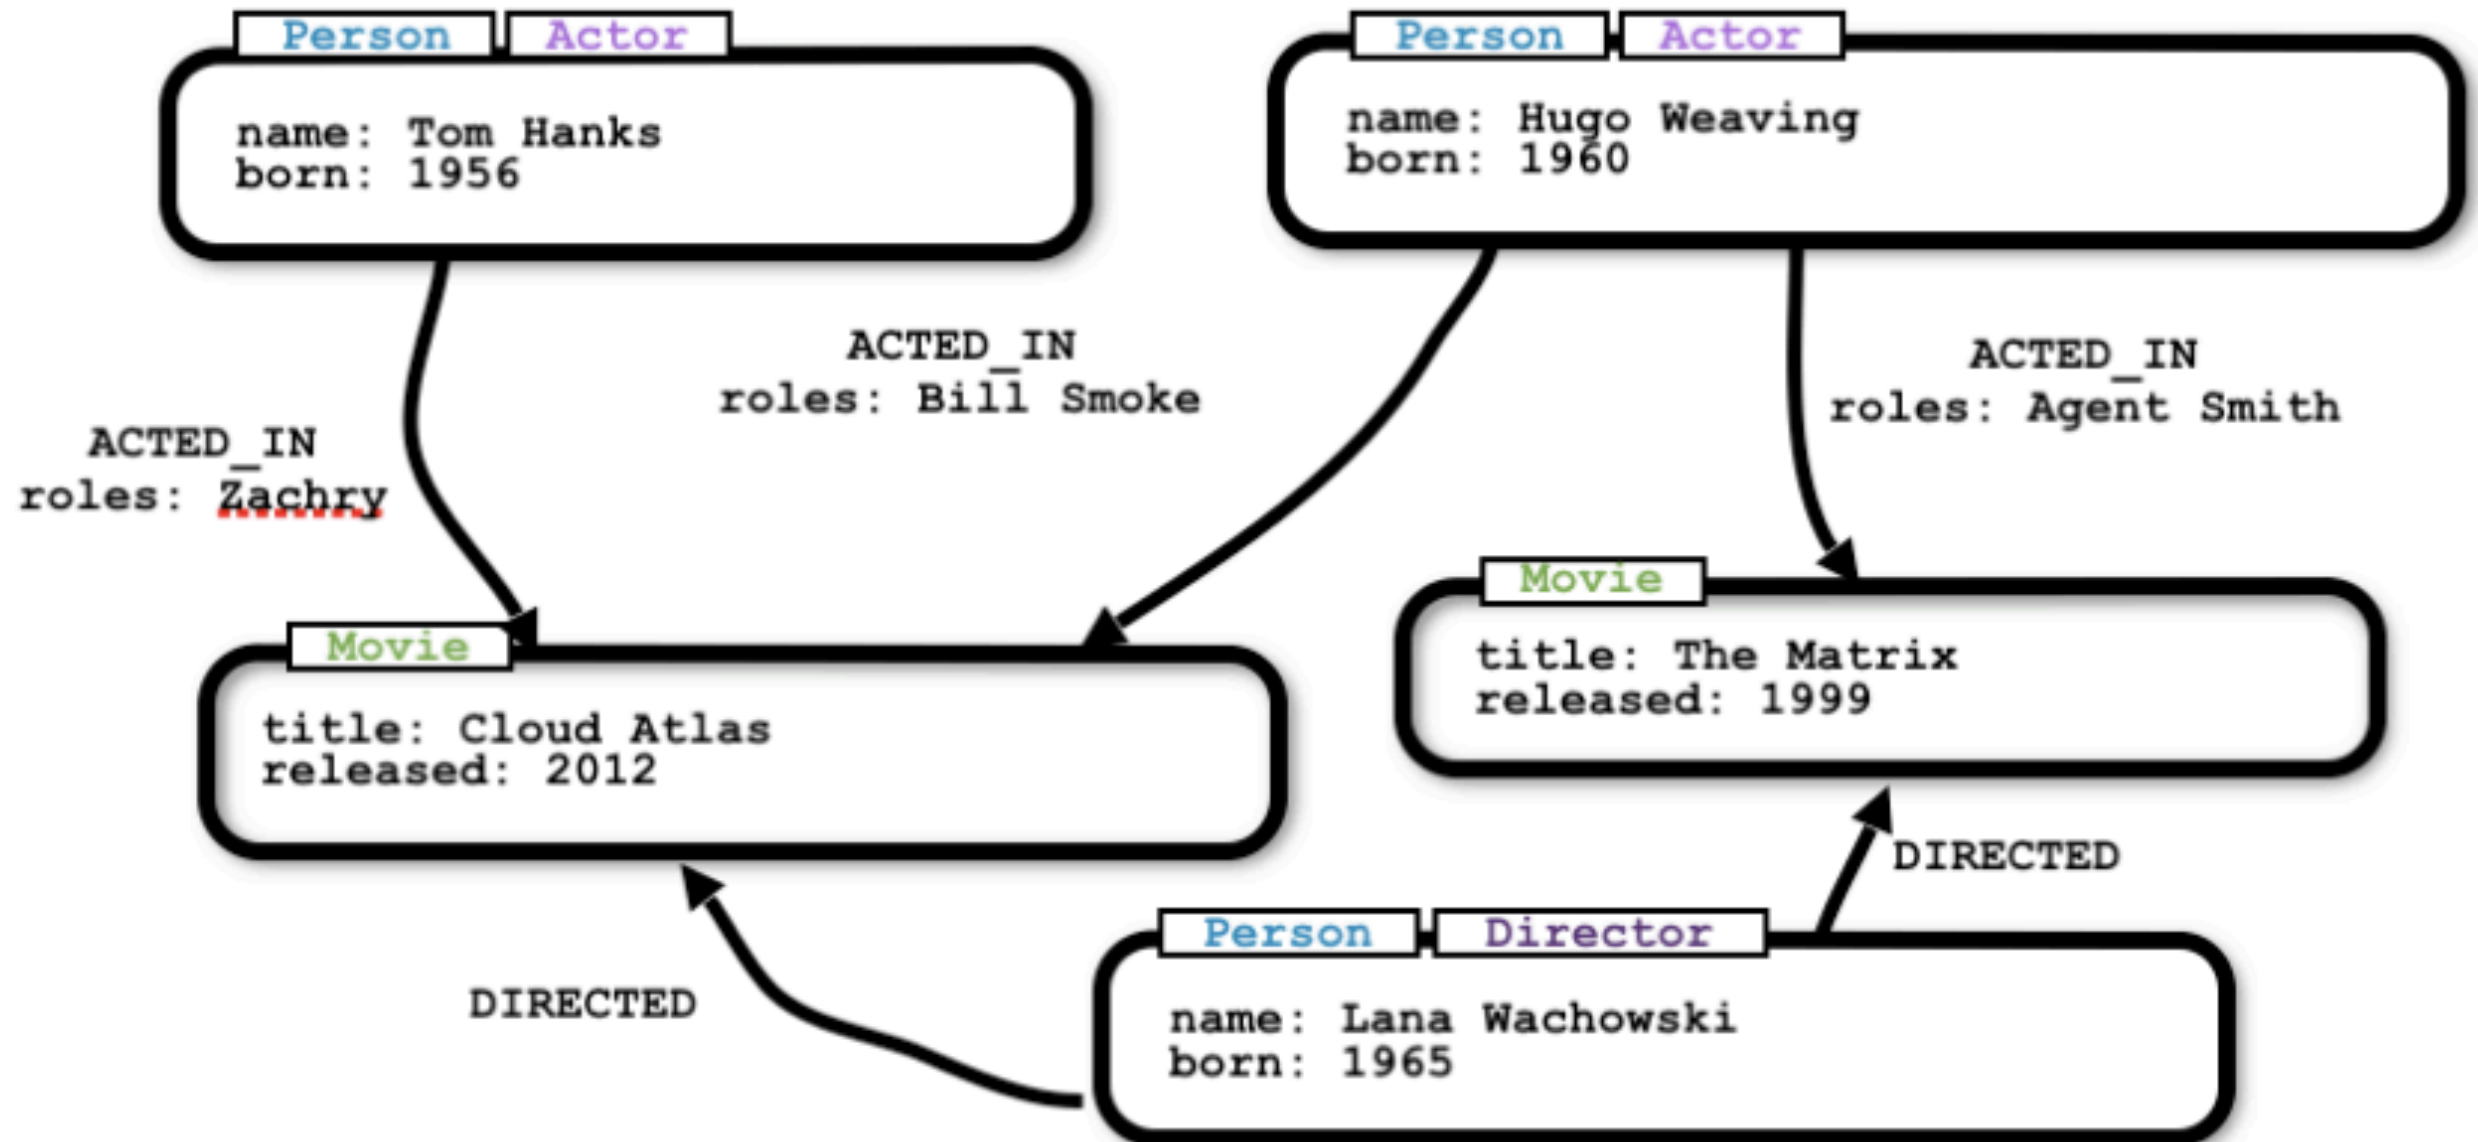 Person Actor
name: Tom Hanks
born: 1956
Person Actor
name: Hugo Weaving
born: 1960
ACTED_IN
roles: Zachry
ACTED_IN
roles: Bill Smoke
ACTED_IN
roles: Agent Smith
Movie
title: Cloud Atlas
released: 2012
Movie
title: The Matrix
released: 1999
DIRECTED
DIRECTED
Person Director
name: Lana Wachowski
born: 1965